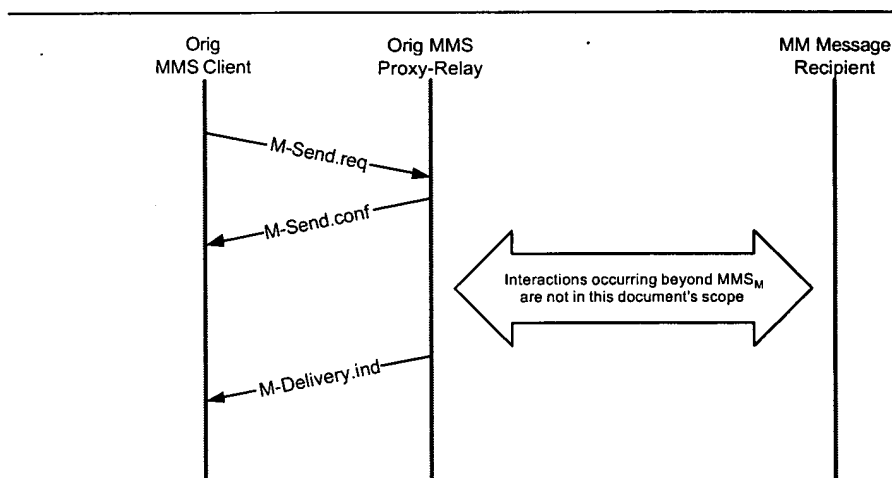 Orig
MMS Client
Orig MMS
Proxy-Relay
MM Message
Recipient
M-Send.req
M-Send.conf
Interactions occurring beyond MMSM
are not in this document's scope
M-Delivery.ind